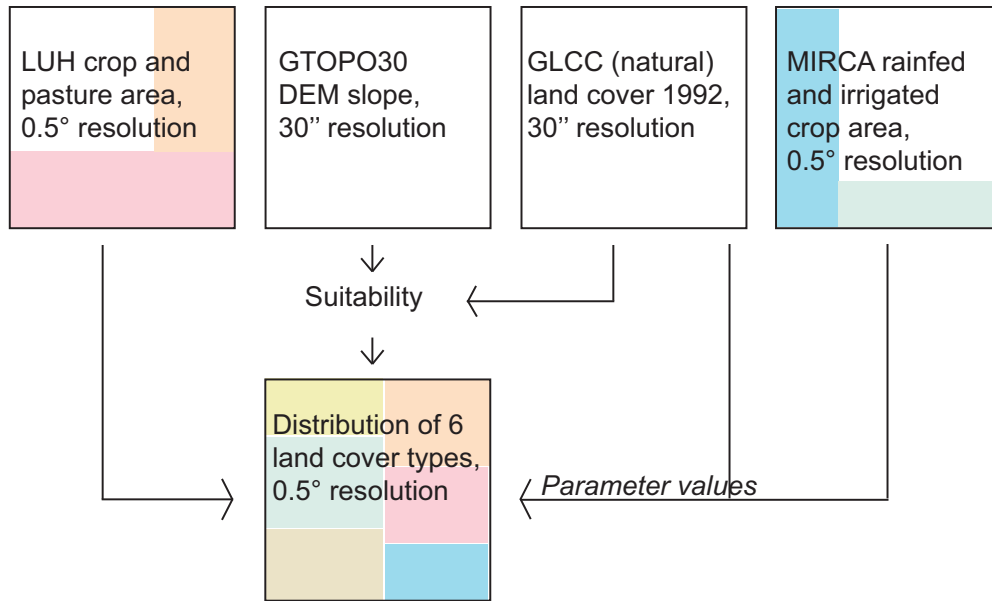 LUH crop and
pasture area,
0.5° resolution
GTOPO30
DEM slope,
30’’ resolution
GLCC (natural)
land cover 1992,
30’’ resolution
MIRCA rainfed
and irrigated
crop area,
0.5° resolution
Suitability
Distribution of 6
land cover types,
0.5° resolution
Parameter values